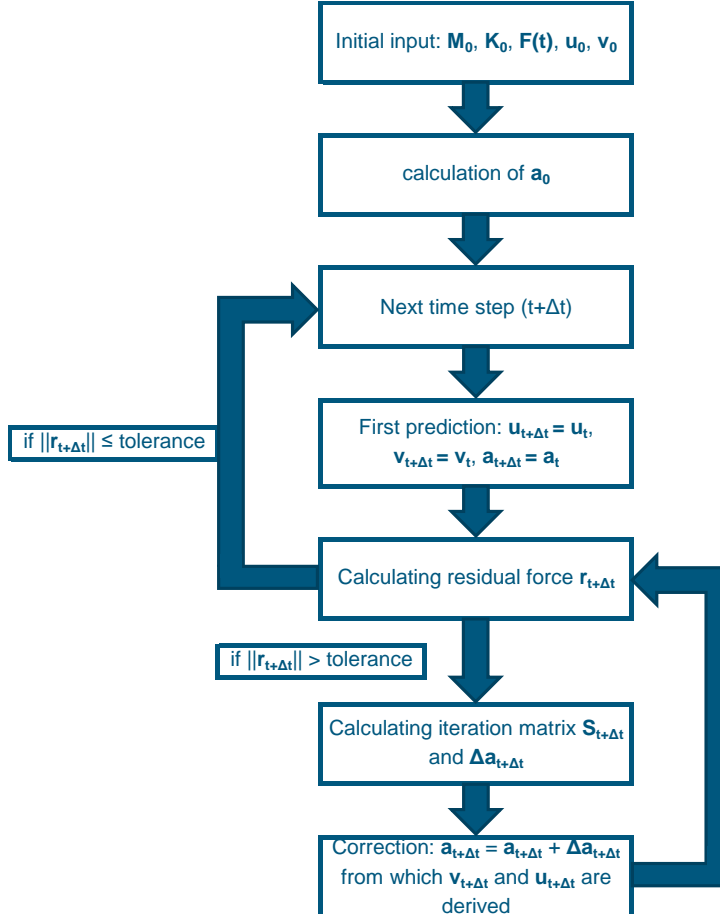 Initial input: M₀, K₀, F(t), u₀, v₀
calculation of a₀
Next time step (t+Δt)
First prediction: uₜ₊Δₜ = uₜ,
vₜ₊Δₜ = vₜ, aₜ₊Δₜ = aₜ
if ||rₜ₊Δₜ|| ≤ tolerance
Calculating residual force rₜ₊Δₜ
if ||rₜ₊Δₜ|| > tolerance
Calculating iteration matrix Sₜ₊Δₜ
and Δaₜ₊Δₜ
Correction: aₜ₊Δₜ = aₜ₊Δₜ + Δaₜ₊Δₜ
from which vₜ₊Δₜ and uₜ₊Δₜ are
derived